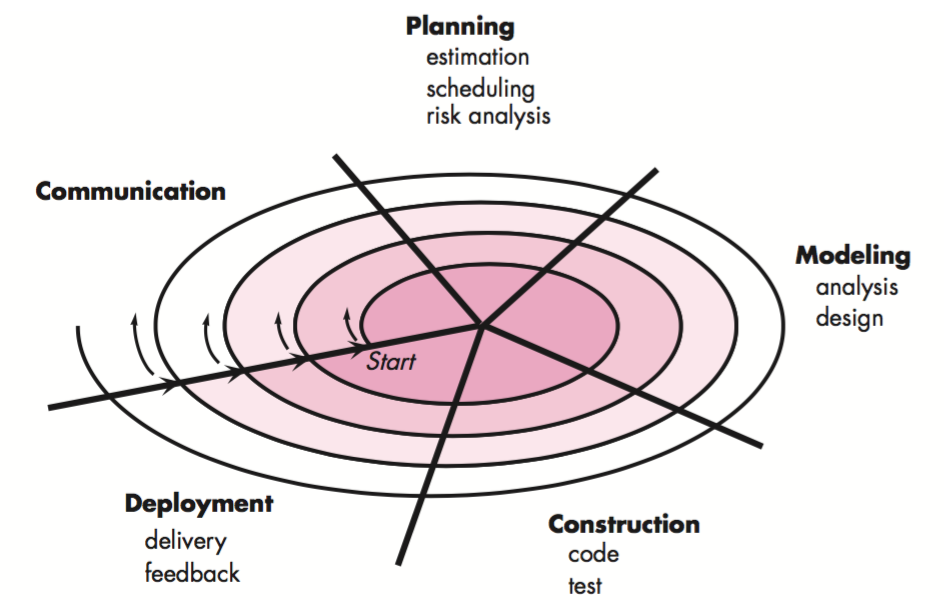 Planning
estimation
scheduling
risk analysis
Communication
Modeling
analysis
design
Start
Deployment
delivery
feedback
Construction
code
test